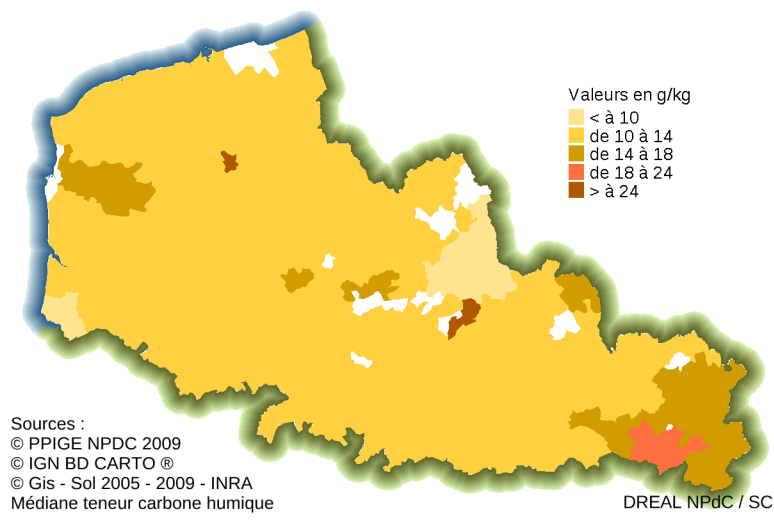 Valeurs en g/kg
< à 10
de 10 à 14
de 14 à 18
de 18 à 24
> à 24
Sources :
© PPIGE NPDC 2009
© IGN BD CARTO ®
© Gis - Sol 2005 - 2009 - INRA
Médiane teneur carbone humique
DREAL NPdC / SC